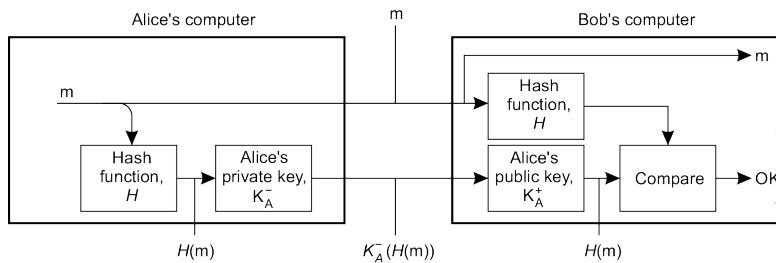 Alice's computer
m
Bob's computer
m
m
Hash
function,
H
Hash
function,
H
Alice's
private key,
K_A^-
Alice's
public key,
K_A^+
Compare
OK
H(m)
K_A^-(H(m))
H(m)